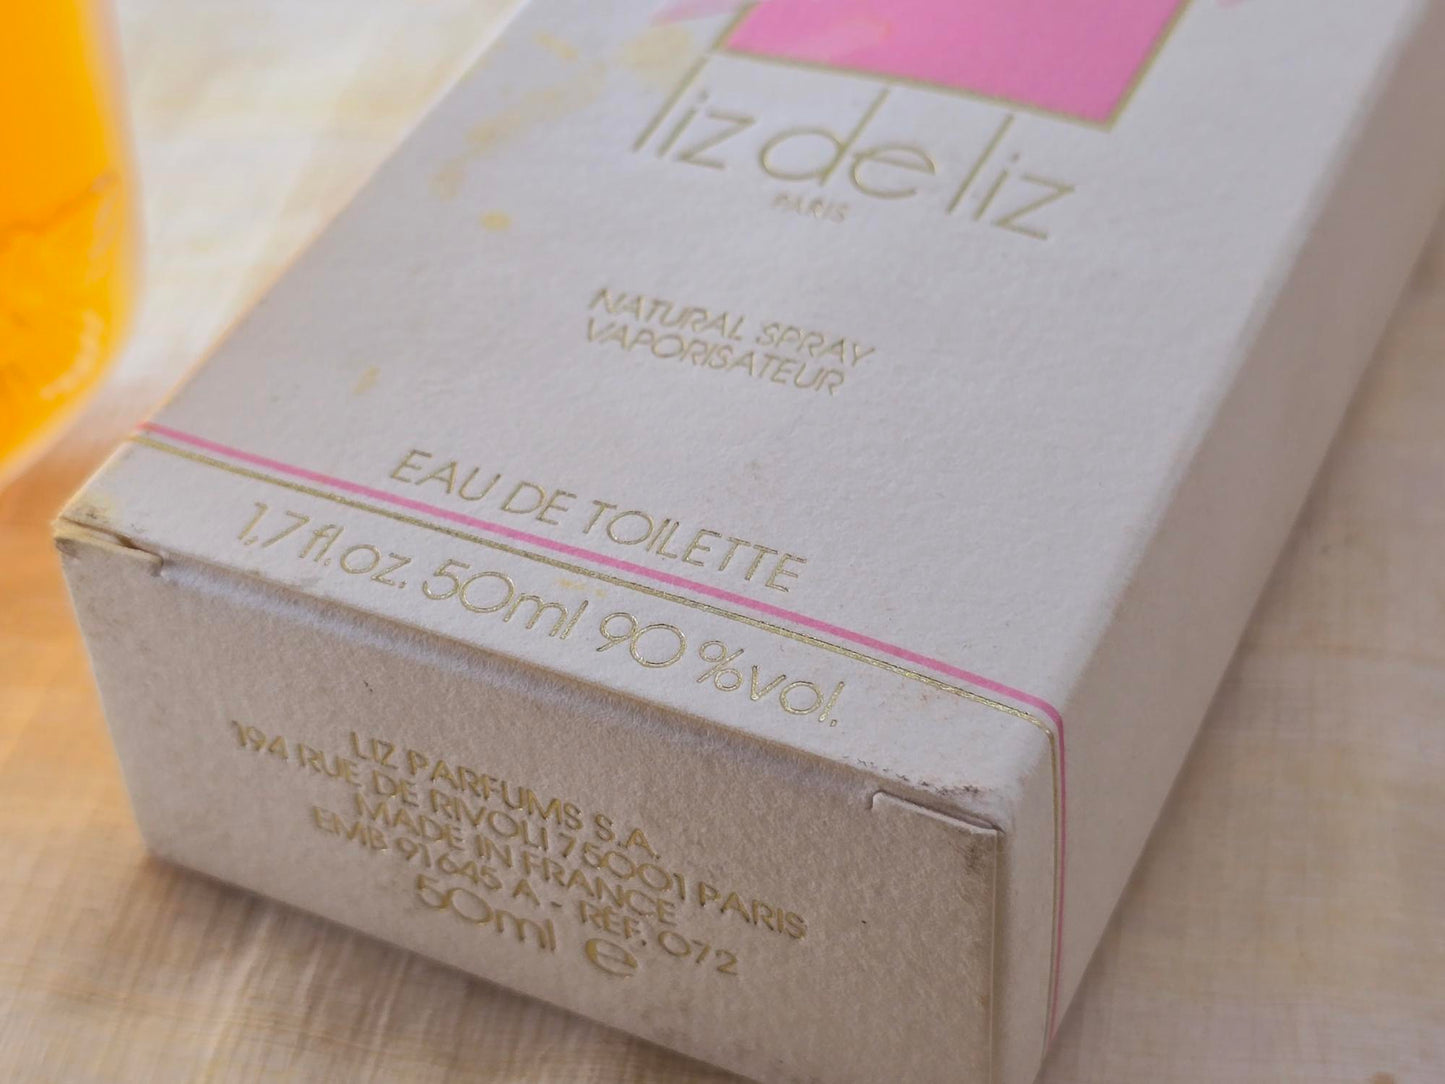 liz de liz
PARIS
NATURAL SPRAY
VAPORISATEUR
EAU DE TOILETTE
1,7 fl.oz. 50ml 90 %vol.
LIZ PARFUMS S.A.
194 RUE DE RIVOLI 75001 PARIS
MADE IN FRANCE
EMB 91645 A - RÉF. 072
50ml e